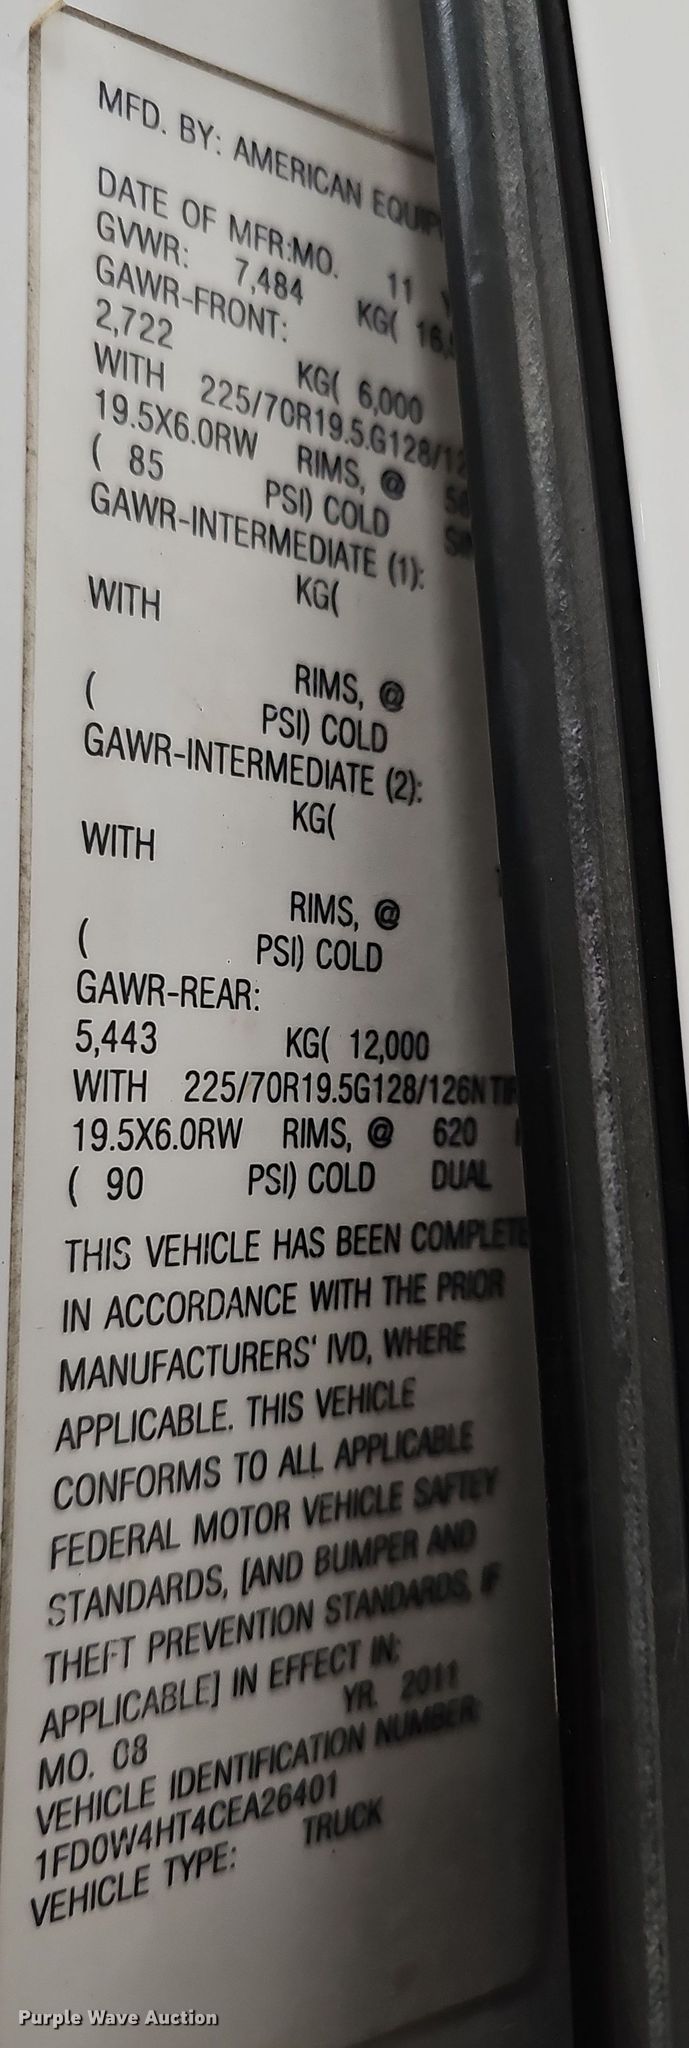 MFD. BY: AMERICAN EQUIP
DATE OF MFR:MO. 11
GVWR: 7,484 KG( 16,
GAWR-FRONT:
2,722 KG( 6,000
WITH 225/70R19.5.G128/12
19.5X6.0RW RIMS, @ 58
( 85 PSI) COLD SIN
GAWR-INTERMEDIATE (1):
KG(
WITH
RIMS, @
( PSI) COLD
GAWR-INTERMEDIATE (2):
KG(
WITH
RIMS, @
( PSI) COLD
GAWR-REAR:
5,443 KG( 12,000
WITH 225/70R19.5G128/126N TIR
19.5X6.0RW RIMS, @ 620
( 90 PSI) COLD DUAL
THIS VEHICLE HAS BEEN COMPLETE
IN ACCORDANCE WITH THE PRIOR
MANUFACTURERS' IVD, WHERE
APPLICABLE. THIS VEHICLE
CONFORMS TO ALL APPLICABLE
FEDERAL MOTOR VEHICLE SAFTEY
STANDARDS, [AND BUMPER AND
THEFT PREVENTION STANDARDS, IF
APPLICABLE] IN EFFECT IN:
MO. 08 YR. 2011
VEHICLE IDENTIFICATION NUMBER:
1FD0W4HT4CEA26401
VEHICLE TYPE: TRUCK
Purple Wave Auction